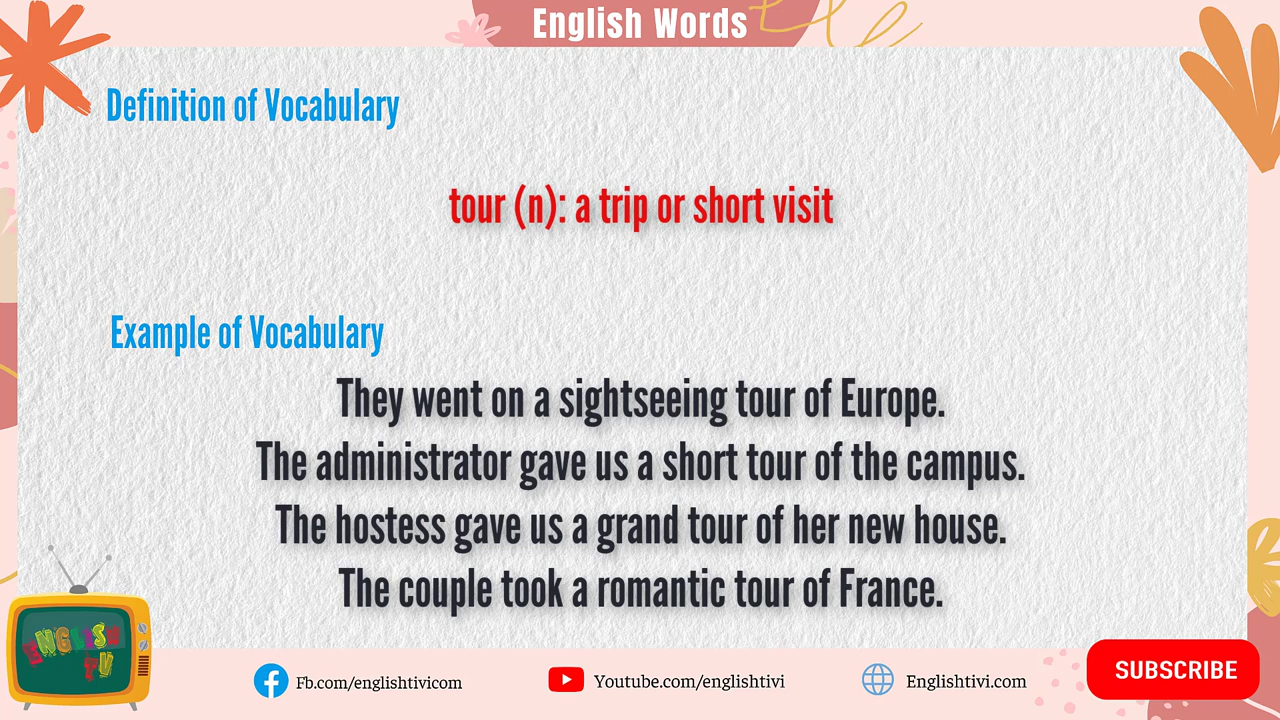 English Words
Definition of Vocabulary
tour (n): a trip or short visit
Example of Vocabulary
They went on a sightseeing tour of Europe.
The administrator gave us a short tour of the campus.
The hostess gave us a grand tour of her new house.
The couple took a romantic tour of France.
ENGLISH
TV
Fb.com/englishtivicom
Youtube.com/englishtivi
Englishtivi.com
SUBSCRIBE